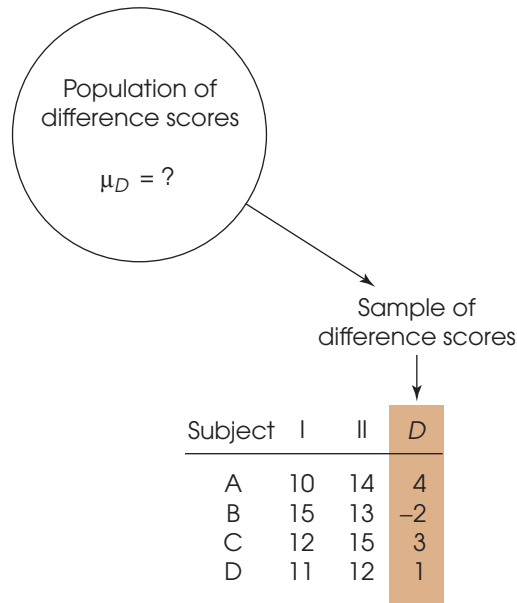 Population of
difference scores
μD = ?
Sample of
difference scores
Subject I II D
A 10 14 4
B 15 13 –2
C 12 15 3
D 11 12 1